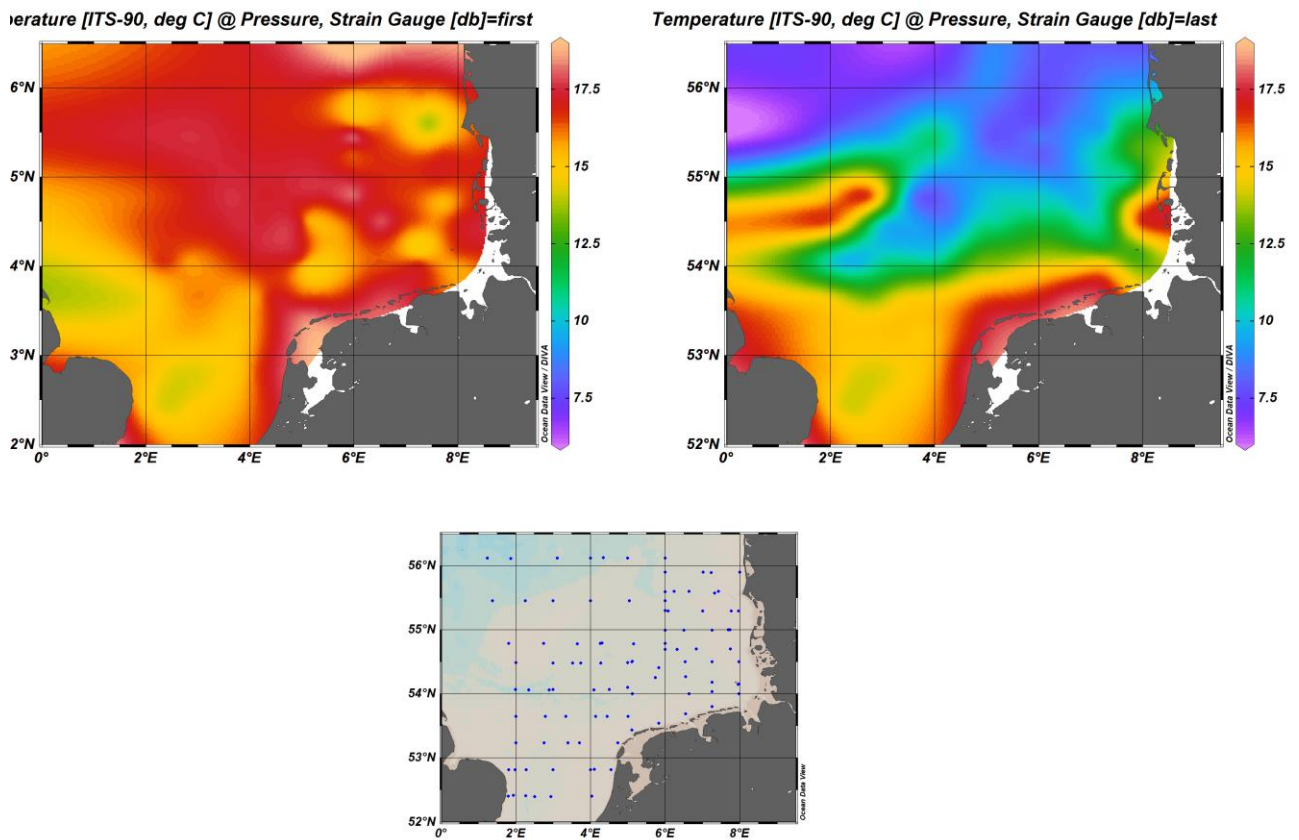 erature [ITS-90, deg C] @ Pressure, Strain Gauge [db]=first
6°N
5°N
4°N
3°N
2°N
0°
2°E
4°E
6°E
8°E
17.5
15
12.5
10
7.5
Ocean Data View / DIVA
Temperature [ITS-90, deg C] @ Pressure, Strain Gauge [db]=last
56°N
55°N
54°N
53°N
52°N
0°
2°E
4°E
6°E
8°E
17.5
15
12.5
10
7.5
Ocean Data View / DIVA
56°N
55°N
54°N
53°N
52°N
0°
2°E
4°E
6°E
8°E
Ocean Data View